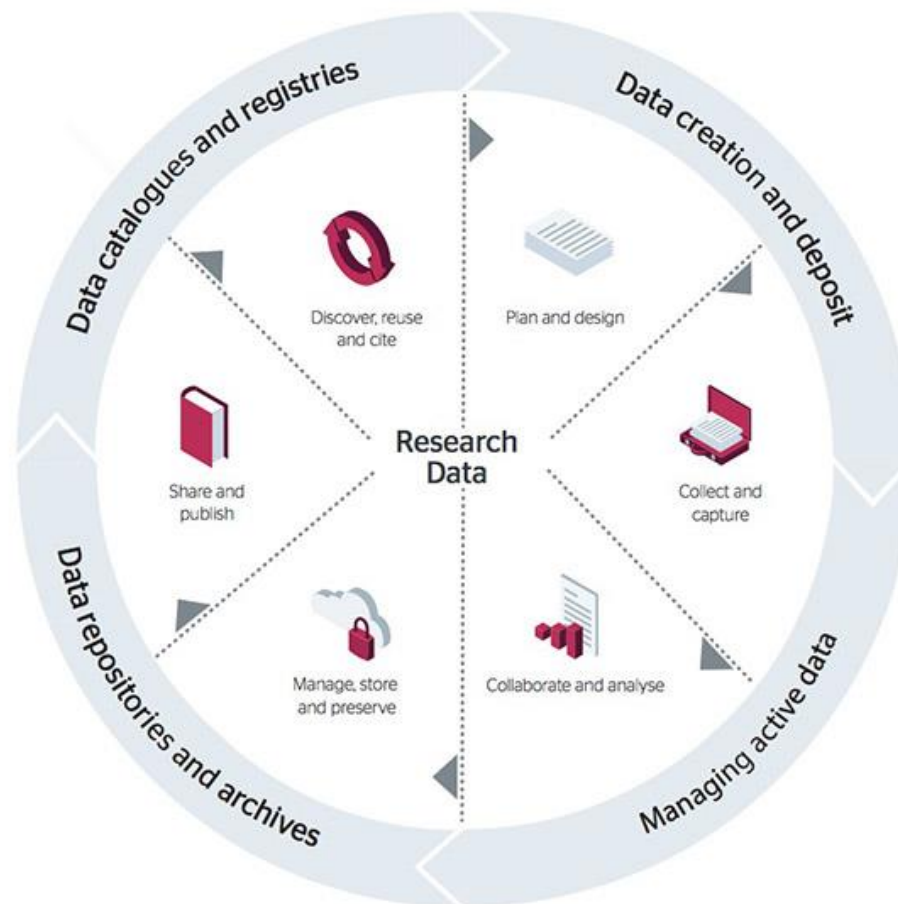 Data catalogues and registries
Data creation and deposit
Discover, reuse
and cite
Plan and design
Research
Data
Share and
publish
Collect and
capture
Manage, store
and preserve
Collaborate and analyse
Data repositories and archives
Managing active data